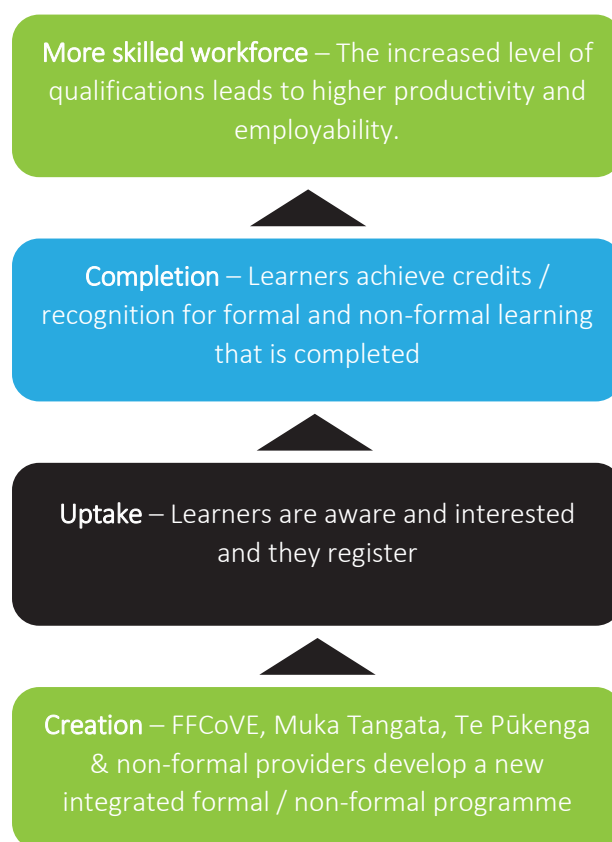 More skilled workforce – The increased level of
qualifications leads to higher productivity and
employability.
Completion – Learners achieve credits /
recognition for formal and non-formal learning
that is completed
Uptake – Learners are aware and interested
and they register
Creation – FFCoVE, Muka Tangata, Te Pūkenga
& non-formal providers develop a new
integrated formal / non-formal programme